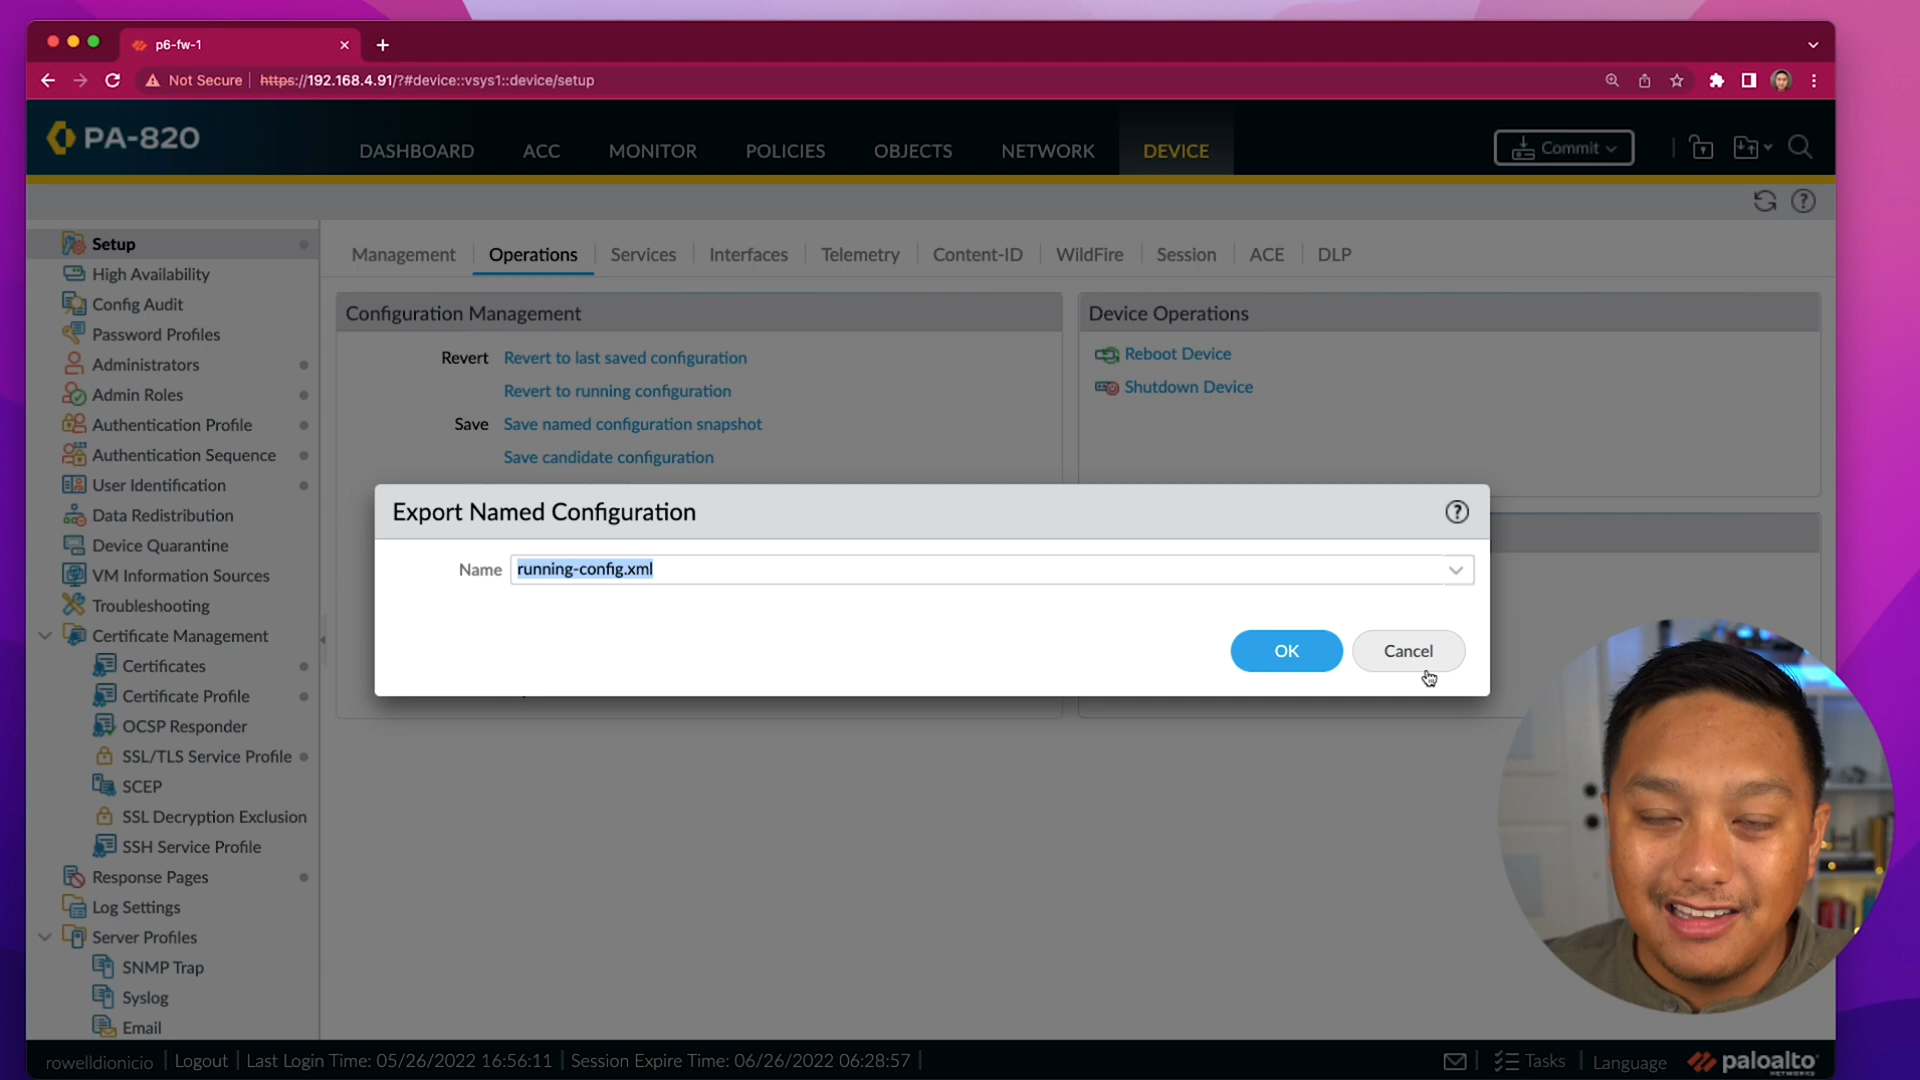 p6-fw-1
Not Secure https://192.168.4.91/?#device::vsys1::device/setup
PA-820
DASHBOARD ACC MONITOR POLICIES OBJECTS NETWORK DEVICE
Commit
Setup
High Availability
Config Audit
Password Profiles
Administrators
Admin Roles
Authentication Profile
Authentication Sequence
User Identification
Data Redistribution
Device Quarantine
VM Information Sources
Troubleshooting
Certificate Management
Certificates
Certificate Profile
OCSP Responder
SSL/TLS Service Profile
SCEP
SSL Decryption Exclusion
SSH Service Profile
Response Pages
Log Settings
Server Profiles
SNMP Trap
Syslog
Email
Management Operations Services Interfaces Telemetry Content-ID WildFire Session ACE DLP
Configuration Management
Revert Revert to last saved configuration
Revert to running configuration
Save Save named configuration snapshot
Save candidate configuration
Device Operations
Reboot Device
Shutdown Device
Export Named Configuration
Name running-config.xml
OK Cancel
rowelldionicio Logout Last Login Time: 05/26/2022 16:56:11 Session Expire Time: 06/26/2022 06:28:57
Tasks Language paloalto
NETWORKS